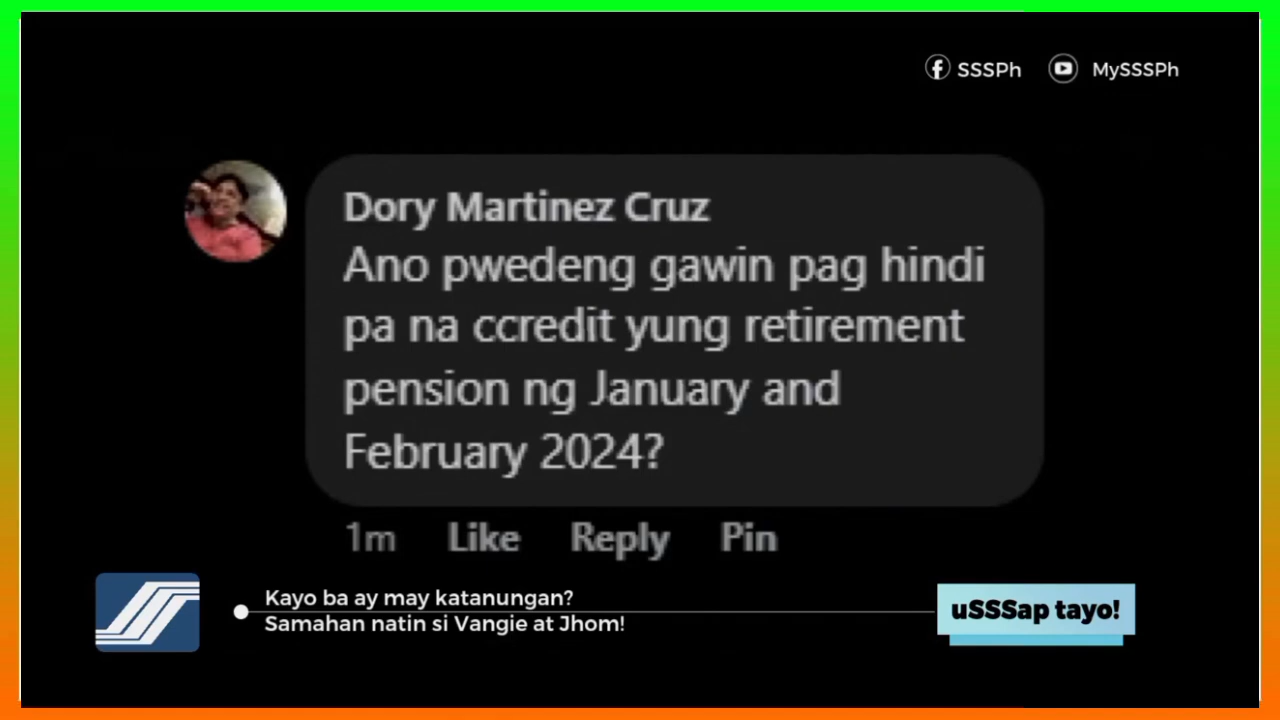 SSSPh MySSSPh
Dory Martinez Cruz
Ano pwedeng gawin pag hindi
pa na ccredit yung retirement
pension ng January and
February 2024?
1m Like Reply Pin
Kayo ba ay may katanungan?
Samahan natin si Vangie at Jhom!
uSSSap tayo!